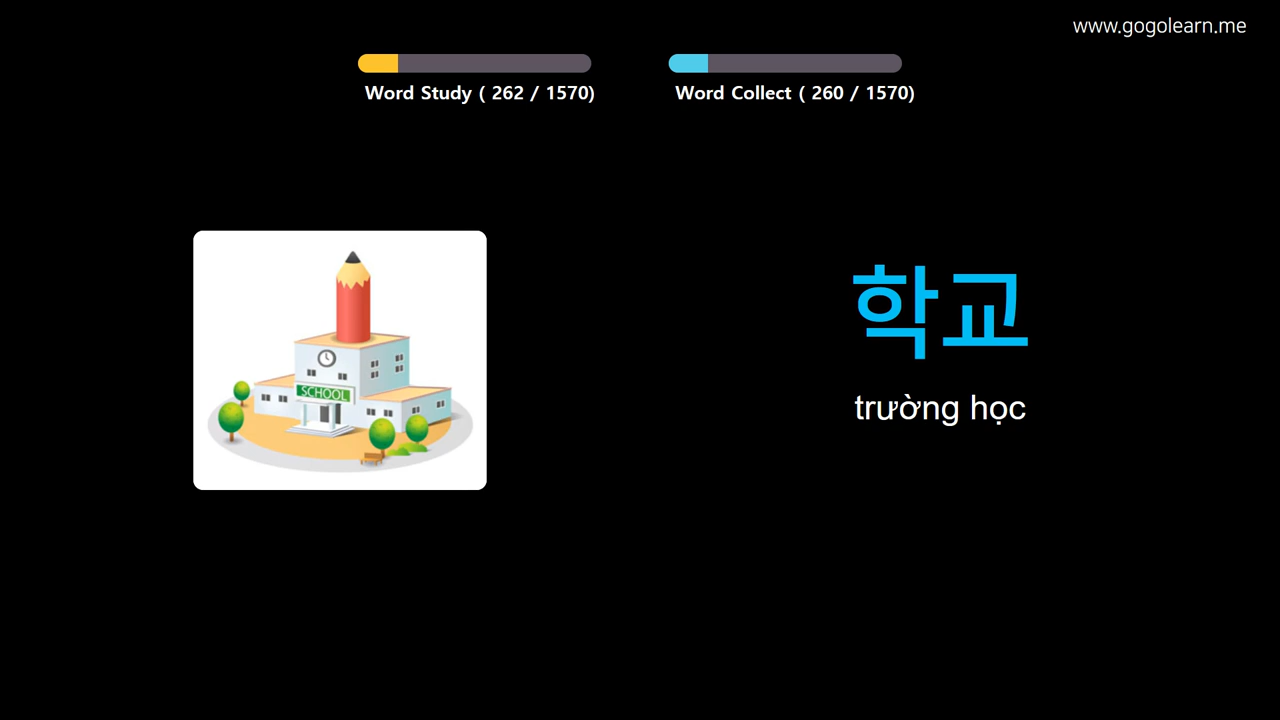 www.gogolearn.me
Word Study ( 262 / 1570)
Word Collect ( 260 / 1570)
SCHOOL
학교
trường học